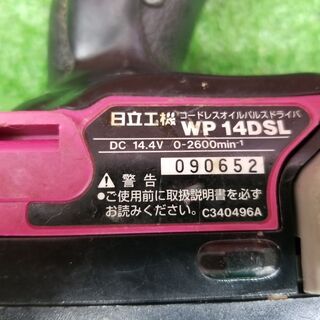 日立工機 コードレスオイルパルスドライバ
WP 14DSL
DC 14.4V 0-2600min⁻¹
090652
⚠ 警告
●ご使用前に取扱説明書を必ず
お読みください。 C340496A